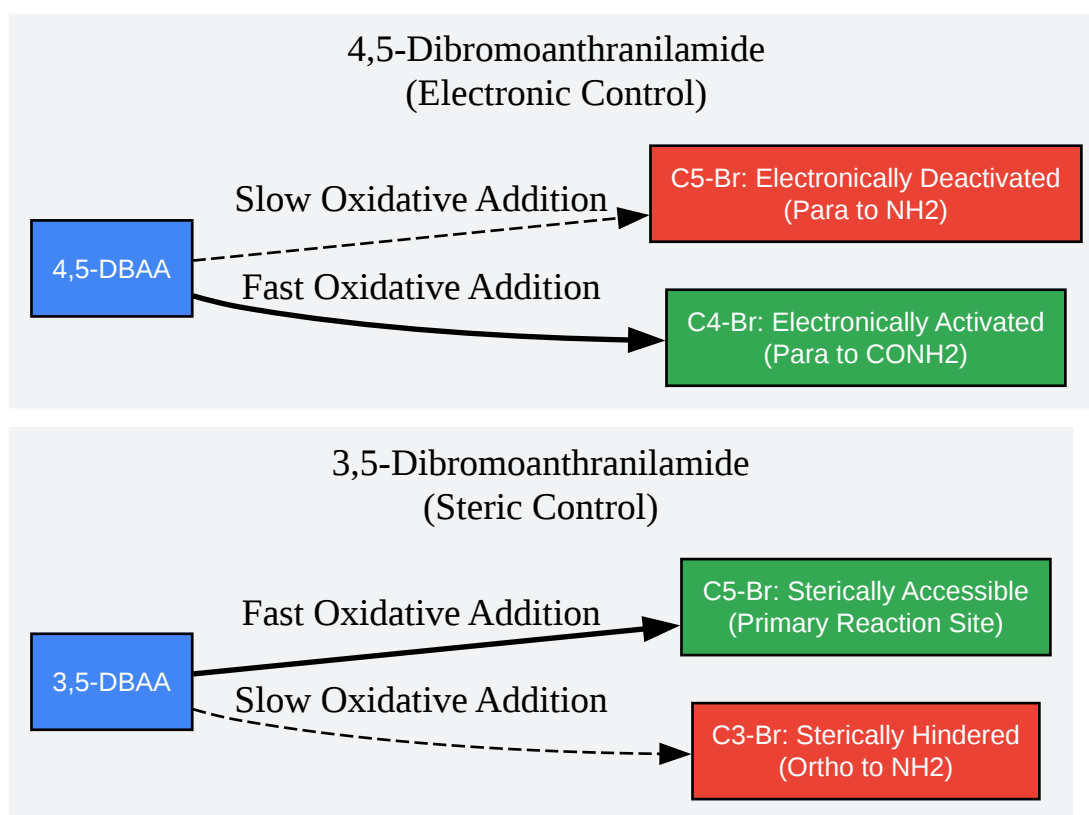 4,5-Dibromoanthranilamide
(Electronic Control)
Slow Oxidative Addition
C5-Br: Electronically Deactivated
(Para to NH2)
4,5-DBAA
Fast Oxidative Addition
C4-Br: Electronically Activated
(Para to CONH2)
3,5-Dibromoanthranilamide
(Steric Control)
Fast Oxidative Addition
C5-Br: Sterically Accessible
(Primary Reaction Site)
3,5-DBAA
Slow Oxidative Addition
C3-Br: Sterically Hindered
(Ortho to NH2)